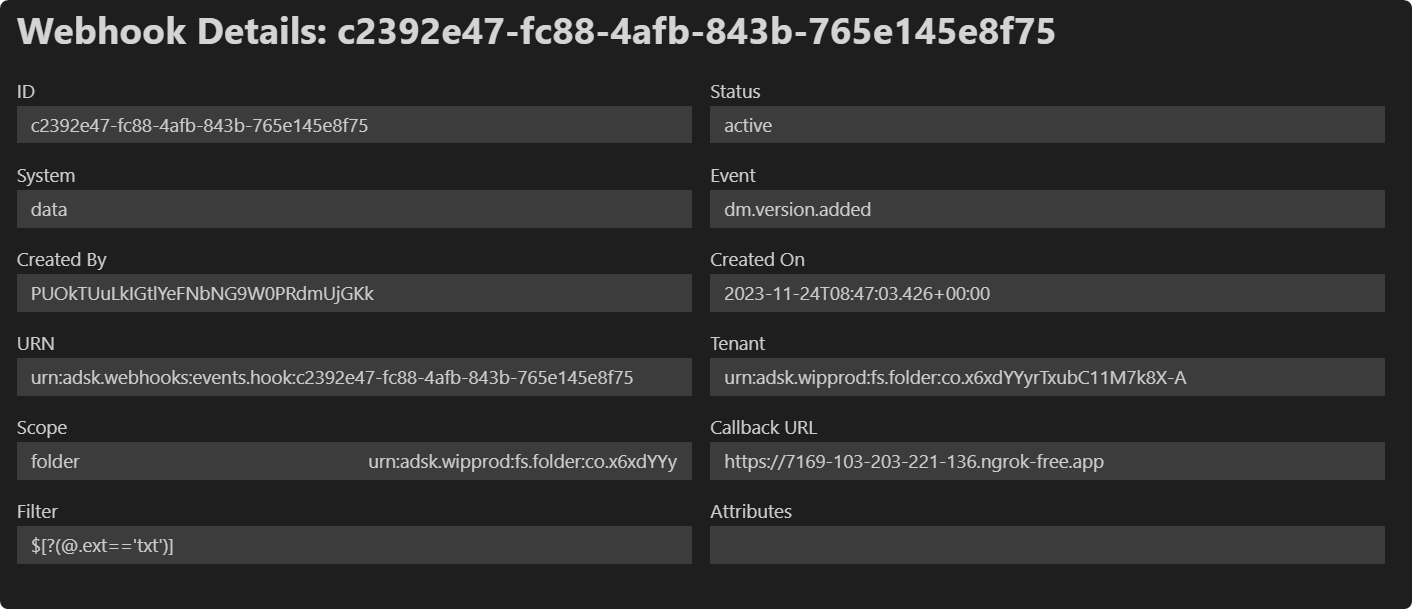 Webhook Details: c2392e47-fc88-4afb-843b-765e145e8f75
ID
c2392e47-fc88-4afb-843b-765e145e8f75
Status
active
System
data
Event
dm.version.added
Created By
PUOkTUuLkIGtlYeFNbNG9W0PRdmUjGKk
Created On
2023-11-24T08:47:03.426+00:00
URN
urn:adsk.webhooks:events.hook:c2392e47-fc88-4afb-843b-765e145e8f75
Tenant
urn:adsk.wipprod:fs.folder:co.x6xdYYyrTxubC11M7k8X-A
Scope
folder urn:adsk.wipprod:fs.folder:co.x6xdYYy
Callback URL
https://7169-103-203-221-136.ngrok-free.app
Filter
$[?(@.ext=='txt')]
Attributes